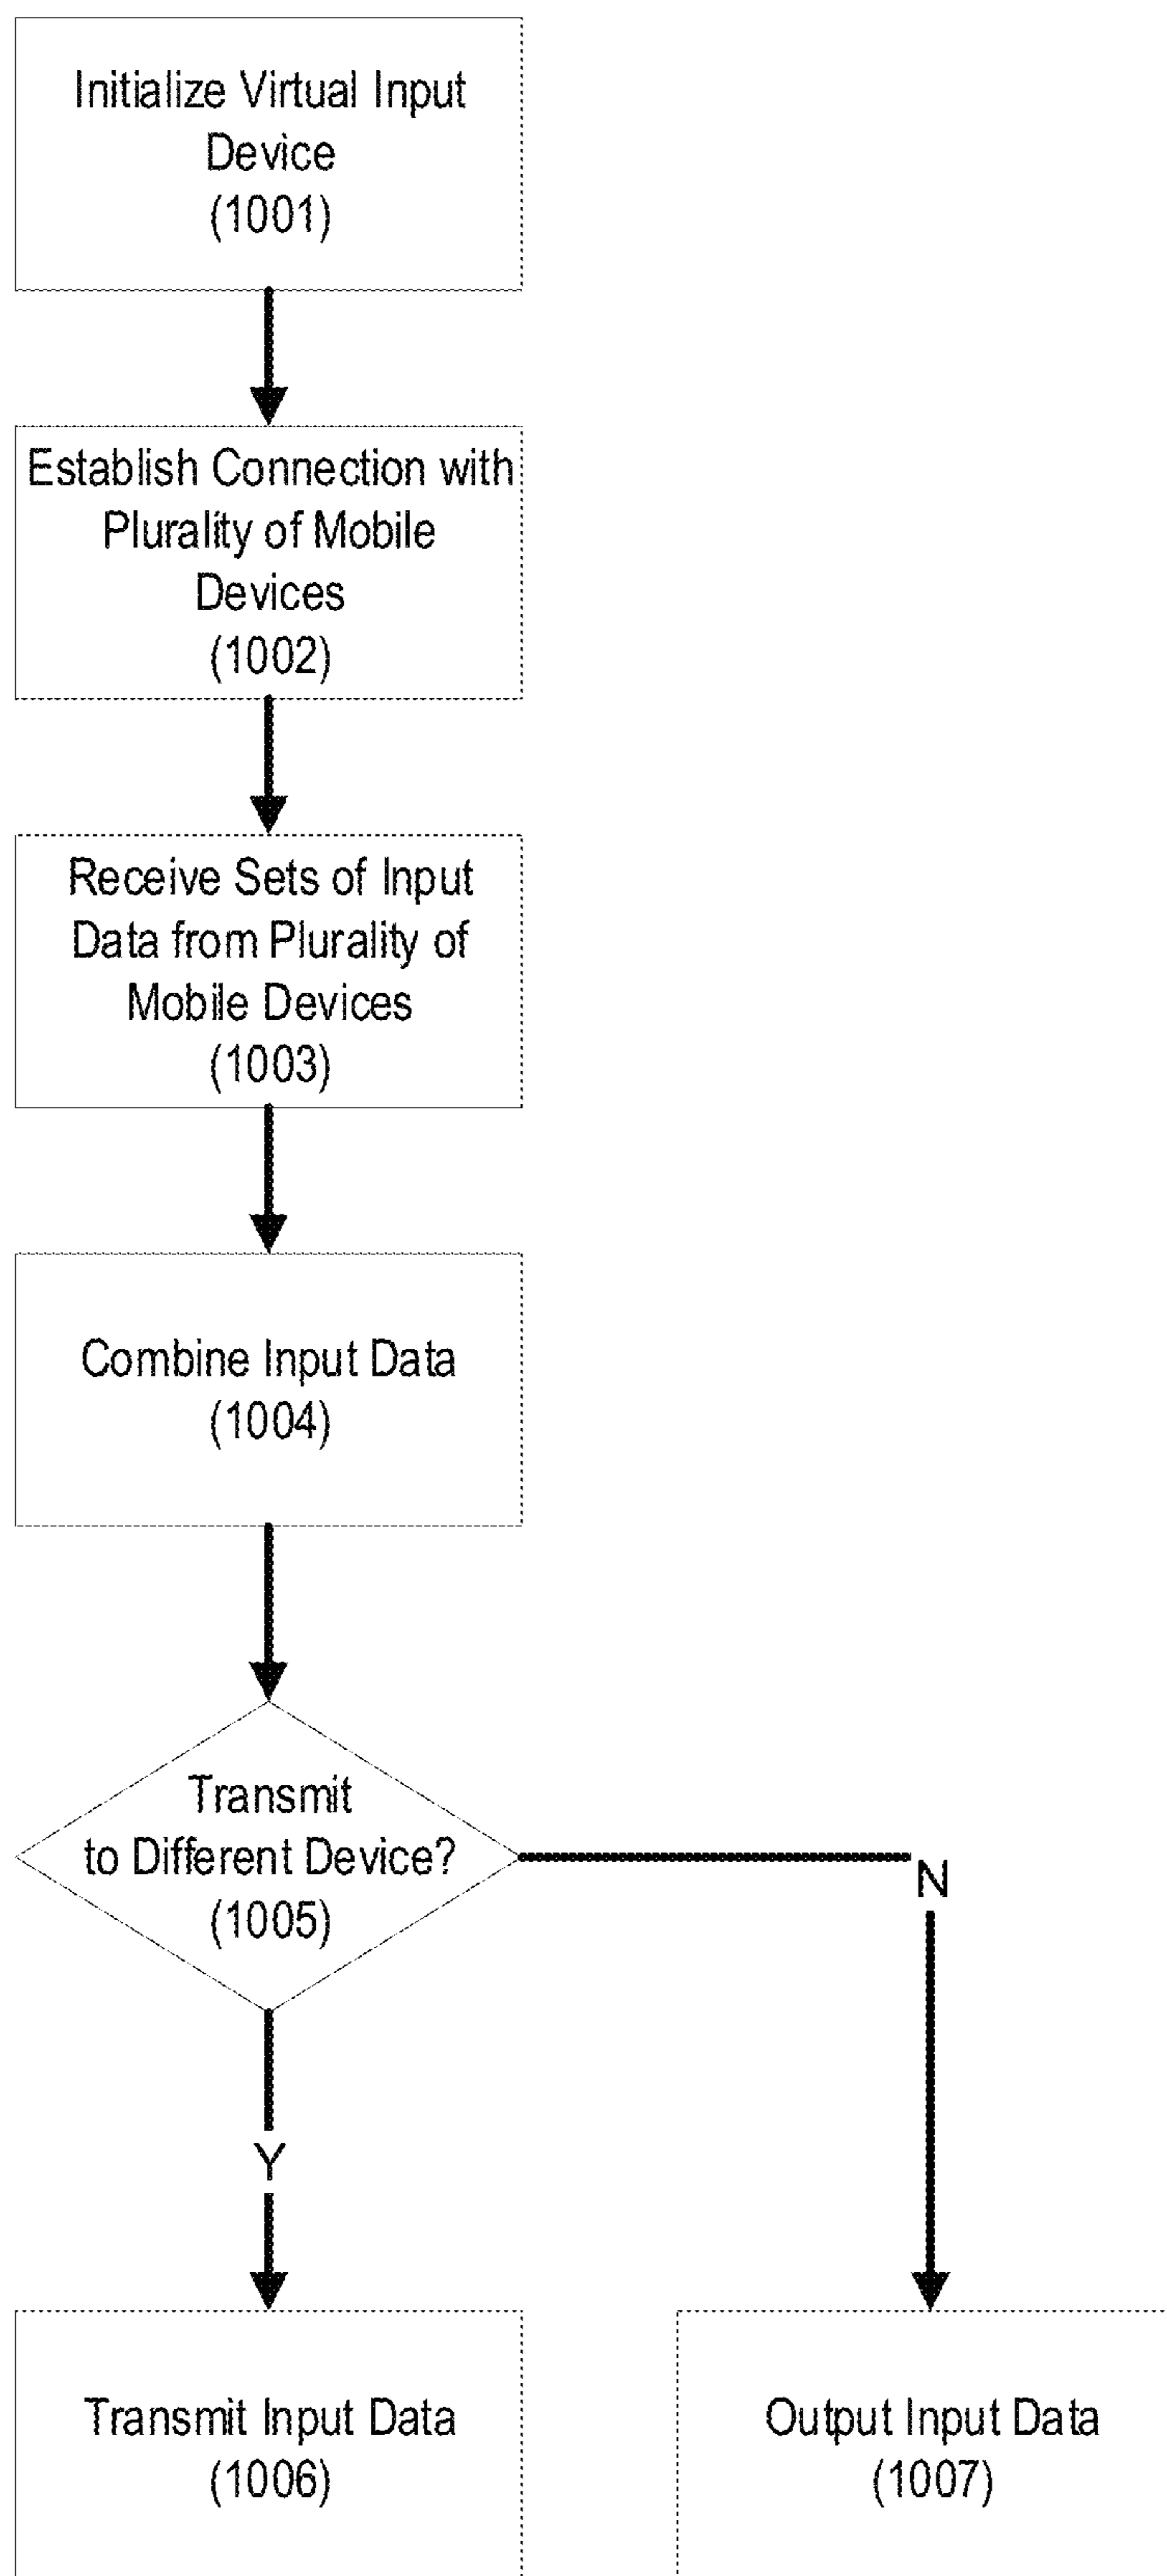 Initialize Virtual Input
Device
(1001)
Establish Connection with
Plurality of Mobile
Devices
(1002)
Receive Sets of Input
Data from Plurality of
Mobile Devices
(1003)
Combine Input Data
(1004)
Transmit
to Different Device?
(1005)
N
Y
Transmit Input Data
(1006)
Output Input Data
(1007)